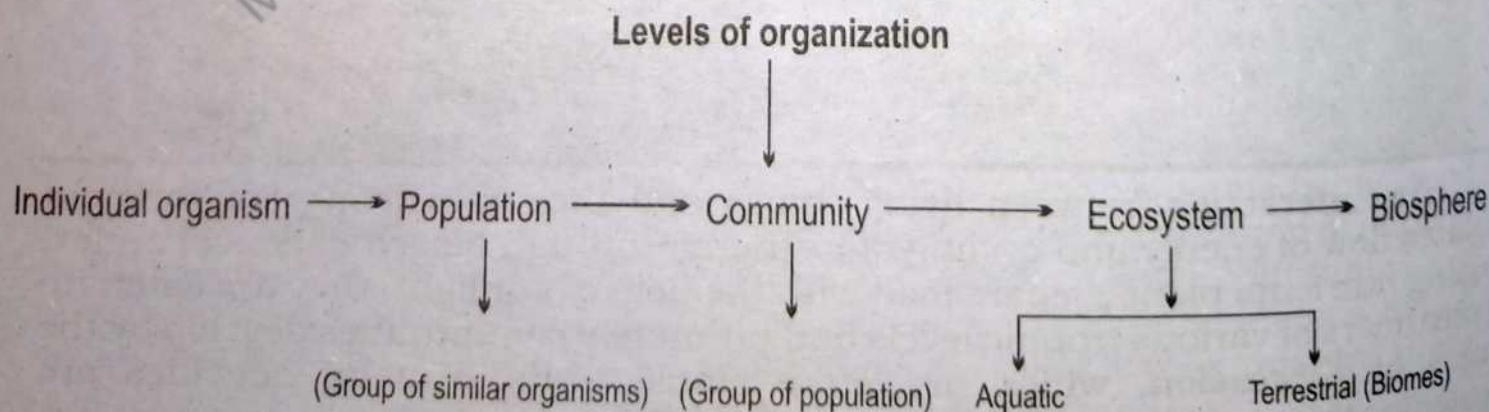 Levels of organization
Individual organism Population Community Ecosystem Biosphere
(Group of similar organisms) (Group of population) Aquatic Terrestrial (Biomes)